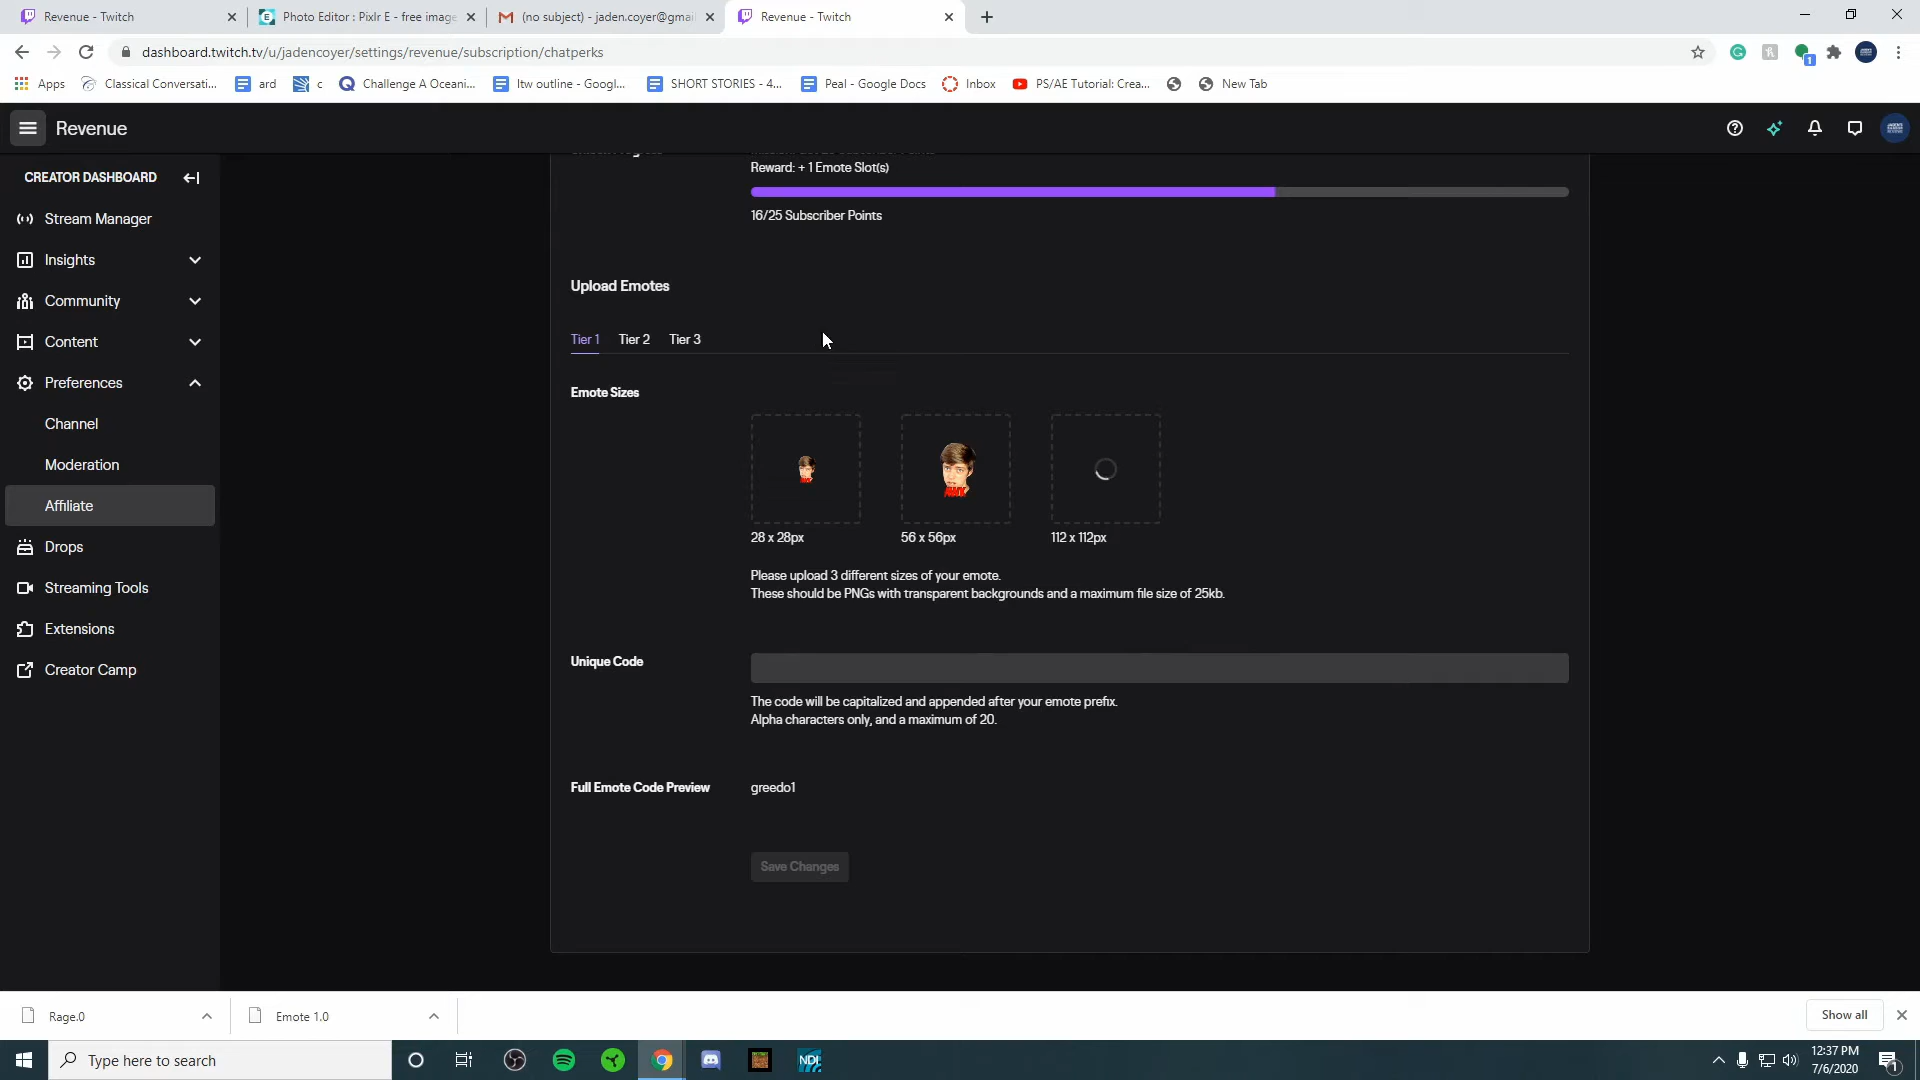 Revenue - Twitch
Photo Editor : Pixlr E - free image
(no subject) - jaden.coyer@gmai
Revenue - Twitch
dashboard.twitch.tv/u/jadencoyer/settings/revenue/subscription/chatperks
Apps
Classical Conversati...
ard
c
Challenge A Oceani...
Itw outline - Googl...
SHORT STORIES - 4...
Peal - Google Docs
Inbox
PS/AE Tutorial: Crea...
New Tab
Revenue
CREATOR DASHBOARD
Stream Manager
Insights
Community
Content
Preferences
Channel
Moderation
Affiliate
Drops
Streaming Tools
Extensions
Creator Camp
Reward: + 1 Emote Slot(s)
16/25 Subscriber Points
Upload Emotes
Tier 1 Tier 2 Tier 3
Emote Sizes
28 x 28px
56 x 56px
112 x 112px
Please upload 3 different sizes of your emote.
These should be PNGs with transparent backgrounds and a maximum file size of 25kb.
Unique Code
The code will be capitalized and appended after your emote prefix.
Alpha characters only, and a maximum of 20.
Full Emote Code Preview
greedo1
Save Changes
Rage.0
Emote 1.0
Show all
Type here to search
NDI
12:37 PM
7/6/2020